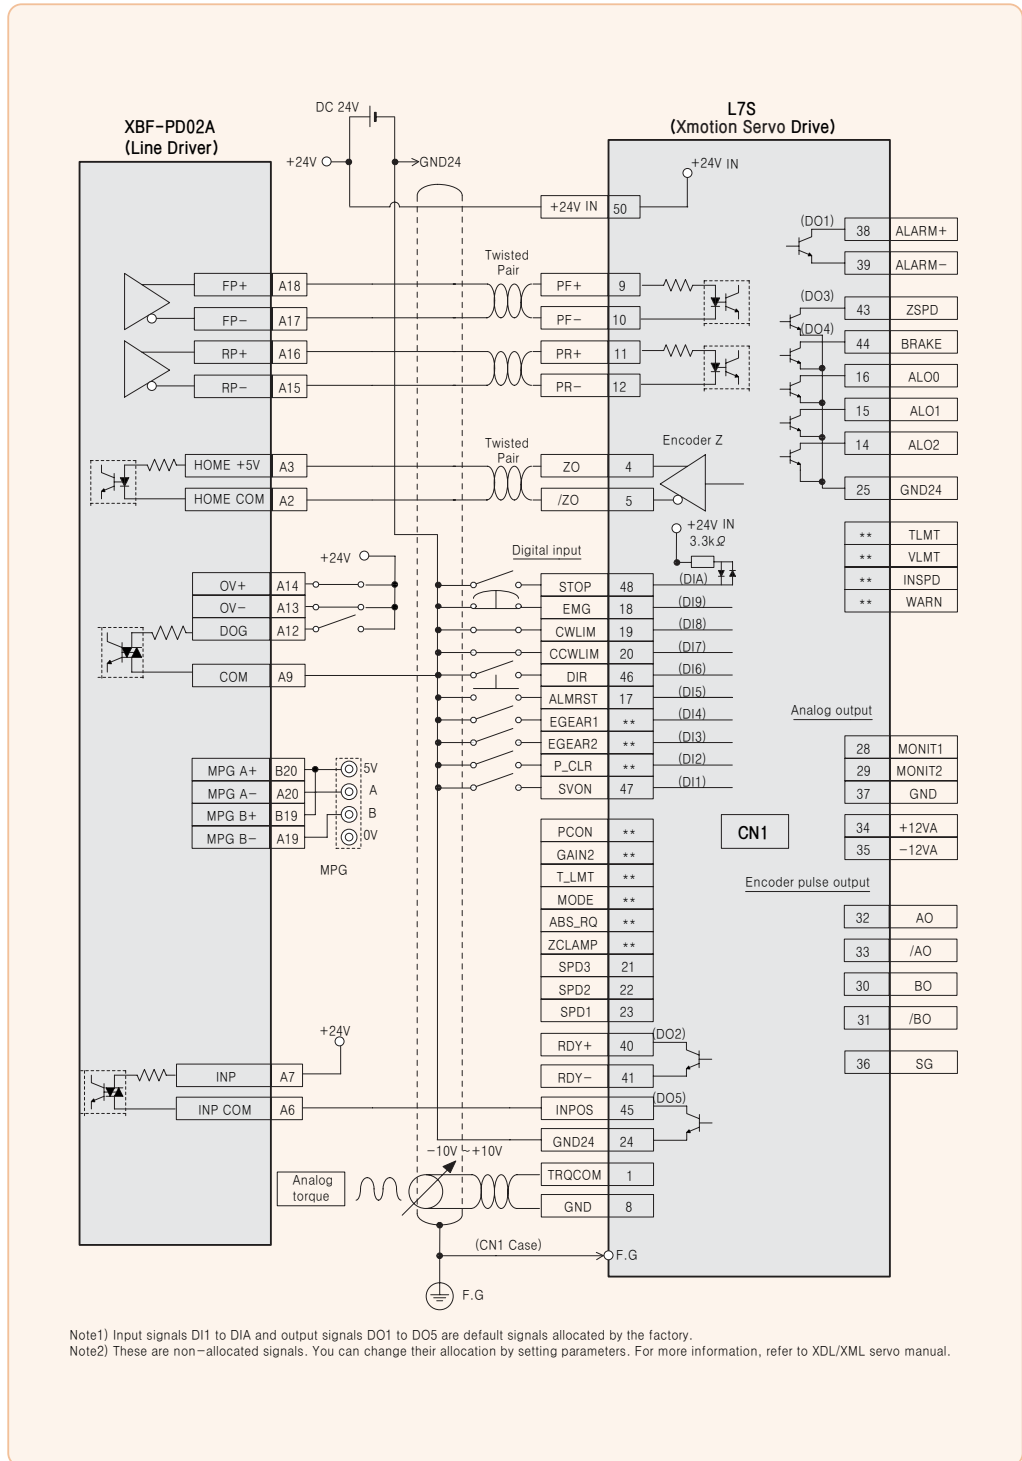 XBF-PD02A
(Line Driver)
DC 24V
+24V
GND24
L7S
(Xmotion Servo Drive)
+24V IN
+24V IN
50
(DO1)
38
ALARM+
39
ALARM-
Twisted
Pair
FP+
A18
PF+
9
FP-
A17
PF-
10
RP+
A16
PR+
11
RP-
A15
PR-
12
(DO3)
43
ZSPD
(DO4)
44
BRAKE
16
ALO0
15
ALO1
14
ALO2
25
GND24
HOME +5V
A3
HOME COM
A2
Twisted
Pair
ZO
4
/ZO
5
Encoder Z
+24V IN
3.3kΩ
** TLMT
** VLMT
** INSPD
** WARN
+24V
OV+
A14
OV-
A13
DOG
A12
COM
A9
Digital input
STOP
48
(DIA)
EMG
18
(DI9)
CWLIM
19
(DI8)
CCWLIM
20
(DI7)
DIR
46
(DI6)
ALMRST
17
(DI5)
EGEAR1
**
(DI4)
EGEAR2
**
(DI3)
P_CLR
**
(DI2)
SVON
47
(DI1)
MPG A+
B20
5V
MPG A-
A20
A
MPG B+
B19
B
MPG B-
A19
0V
MPG
PCON
**
GAIN2
**
T_LMT
**
MODE
**
ABS_RQ
**
ZCLAMP
**
SPD3
21
SPD2
22
SPD1
23
CN1
Analog output
28
MONIT1
29
MONIT2
37
GND
34
+12VA
35
-12VA
Encoder pulse output
32
AO
33
/AO
30
BO
31
/BO
36
SG
+24V
INP
A7
INP COM
A6
RDY+
40
(DO2)
RDY-
41
INPOS
45
(DO5)
GND24
24
-10V ~+10V
Analog
torque
TRQCOM
1
GND
8
(CN1 Case)
F.G
F.G
Note1) Input signals DI1 to DIA and output signals DO1 to DO5 are default signals allocated by the factory.
Note2) These are non-allocated signals. You can change their allocation by setting parameters. For more information, refer to XDL/XML servo manual.